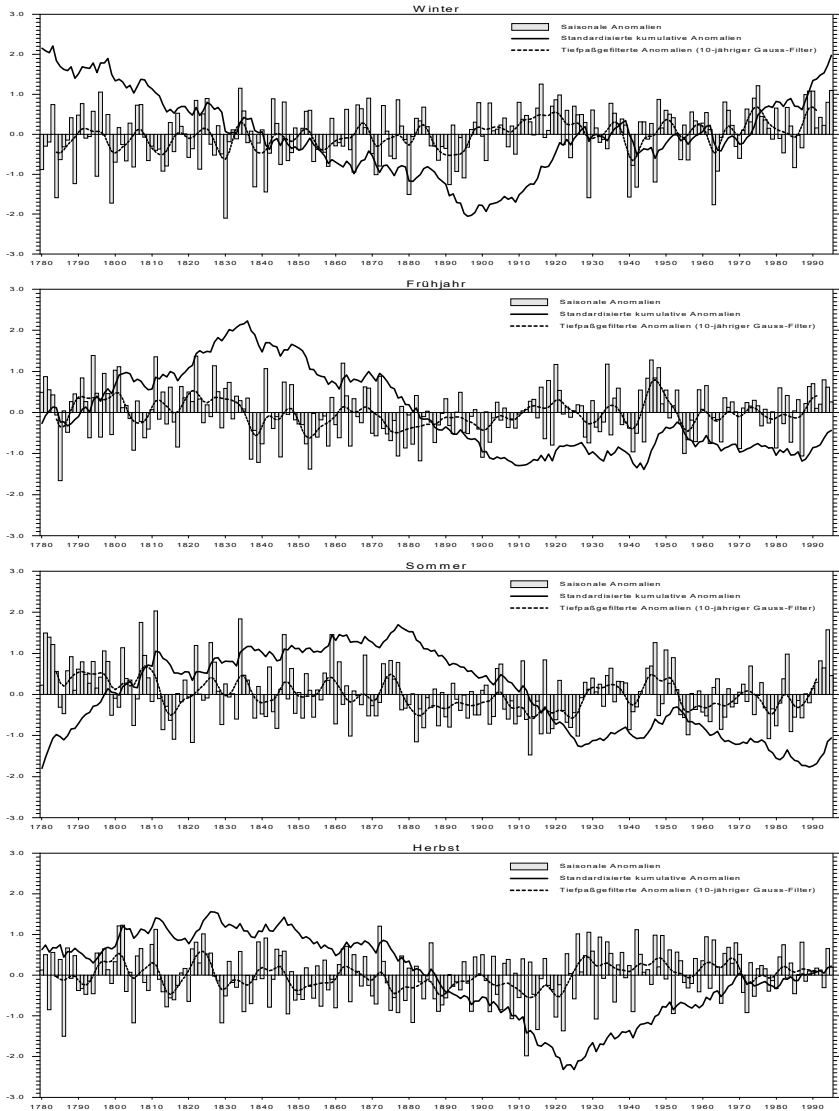 Winter
Saisonale Anomalien
Standardisierte kumulative Anomalien
Tiefpaßgefilterte Anomalien (10-jähriger Gauss-Filter)
3.0
2.0
1.0
0.0
-1.0
-2.0
-3.0
1780 1790 1800 1810 1820 1830 1840 1850 1860 1870 1880 1890 1900 1910 1920 1930 1940 1950 1960 1970 1980 1990
Frühjahr
Saisonale Anomalien
Standardisierte kumulative Anomalien
Tiefpaßgefilterte Anomalien (10-jähriger Gauss-Filter)
3.0
2.0
1.0
0.0
-1.0
-2.0
-3.0
1780 1790 1800 1810 1820 1830 1840 1850 1860 1870 1880 1890 1900 1910 1920 1930 1940 1950 1960 1970 1980 1990
Sommer
Saisonale Anomalien
Standardisierte kumulative Anomalien
Tiefpaßgefilterte Anomalien (10-jähriger Gauss-Filter)
3.0
2.0
1.0
0.0
-1.0
-2.0
-3.0
1780 1790 1800 1810 1820 1830 1840 1850 1860 1870 1880 1890 1900 1910 1920 1930 1940 1950 1960 1970 1980 1990
Herbst
Saisonale Anomalien
Standardisierte kumulative Anomalien
Tiefpaßgefilterte Anomalien (10-jähriger Gauss-Filter)
3.0
2.0
1.0
0.0
-1.0
-2.0
-3.0
1780 1790 1800 1810 1820 1830 1840 1850 1860 1870 1880 1890 1900 1910 1920 1930 1940 1950 1960 1970 1980 1990